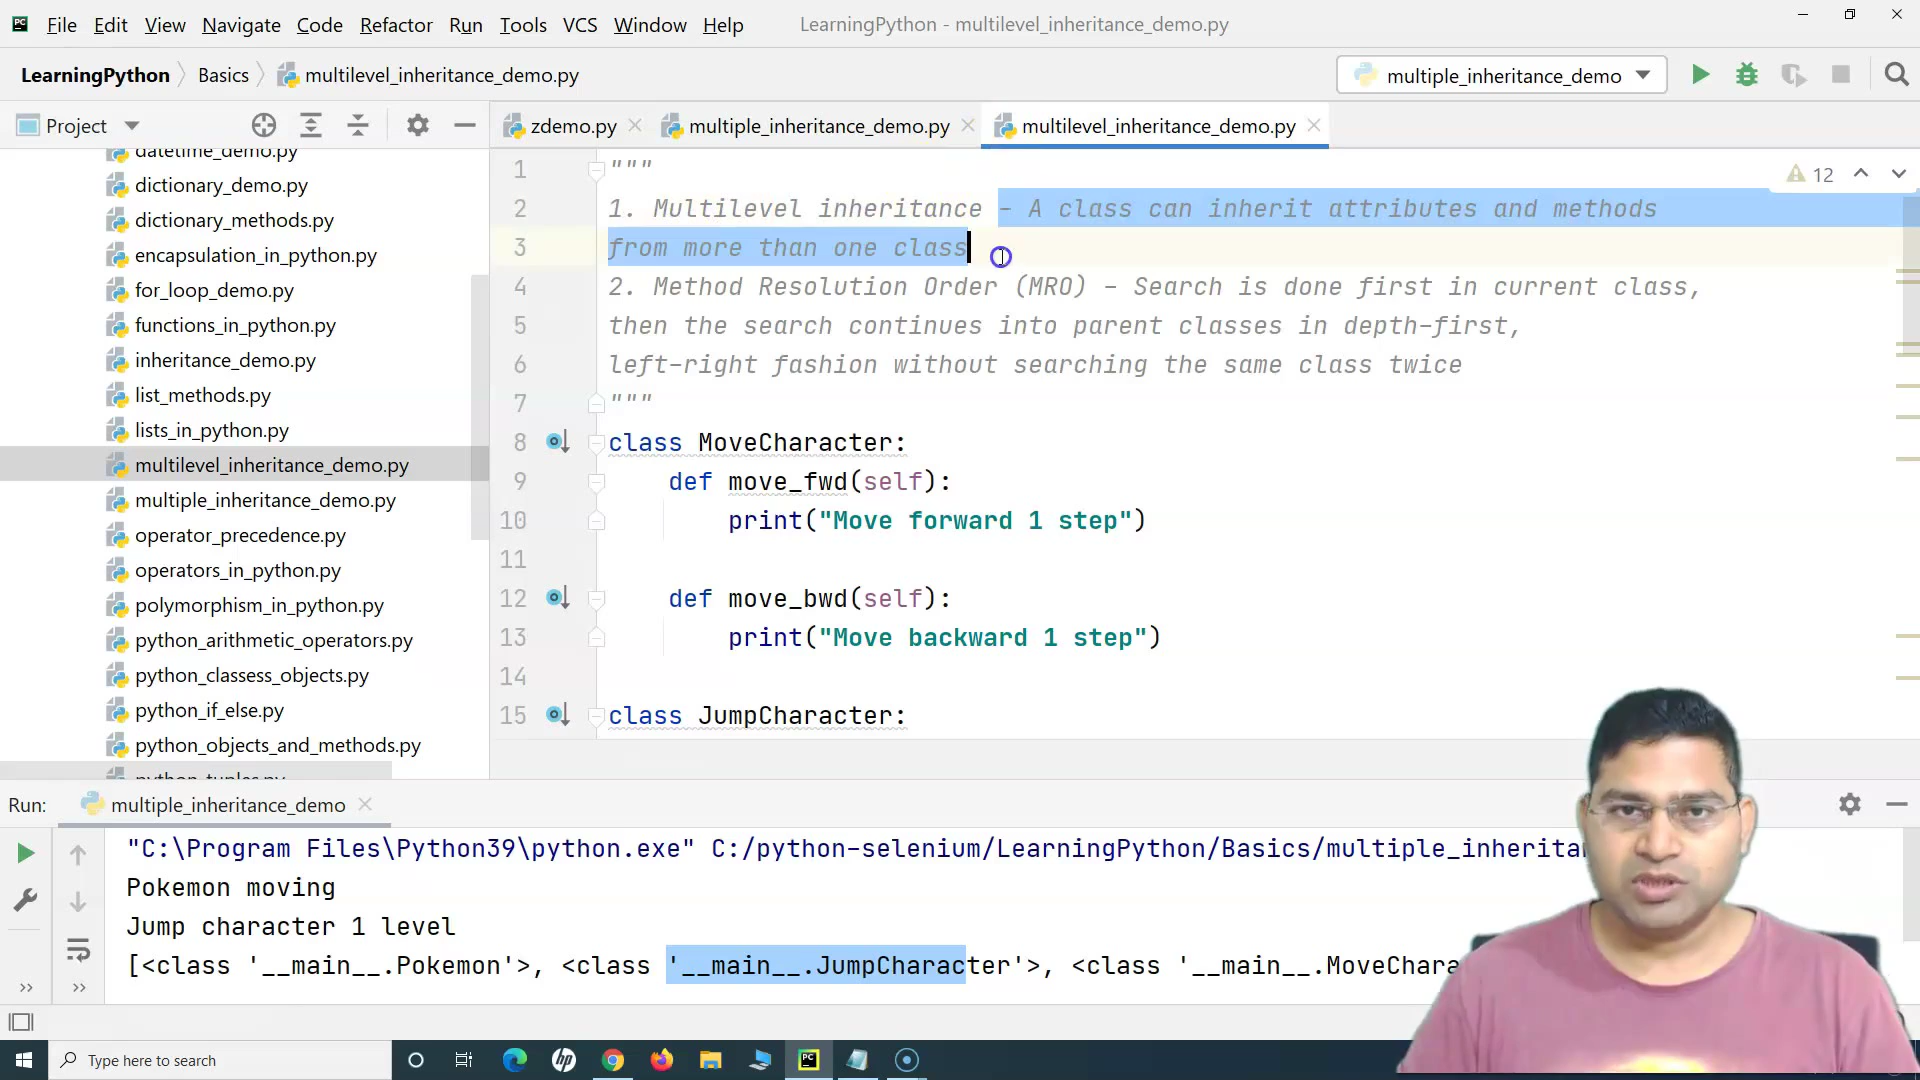 File Edit View Navigate Code Refactor Run Tools VCS Window Help LearningPython - multilevel_inheritance_demo.py
LearningPython Basics multilevel_inheritance_demo.py multiple_inheritance_demo
Project zdemo.py multiple_inheritance_demo.py multilevel_inheritance_demo.py
datetime_demo.py
dictionary_demo.py
dictionary_methods.py
encapsulation_in_python.py
for_loop_demo.py
functions_in_python.py
inheritance_demo.py
list_methods.py
lists_in_python.py
multilevel_inheritance_demo.py
multiple_inheritance_demo.py
operator_precedence.py
operators_in_python.py
polymorphism_in_python.py
python_arithmetic_operators.py
python_classess_objects.py
python_if_else.py
python_objects_and_methods.py
python_tuples.py
12
1 """
2 1. Multilevel inheritance - A class can inherit attributes and methods
3 from more than one class
4 2. Method Resolution Order (MRO) - Search is done first in current class,
5 then the search continues into parent classes in depth-first,
6 left-right fashion without searching the same class twice
7 """
8 class MoveCharacter:
9 def move_fwd(self):
10 print("Move forward 1 step")
11
12 def move_bwd(self):
13 print("Move backward 1 step")
14
15 class JumpCharacter:
Run: multiple_inheritance_demo
"C:\Program Files\Python39\python.exe" C:/python-selenium/LearningPython/Basics/multiple_inherita
Pokemon moving
Jump character 1 level
[<class '__main__.Pokemon'>, <class '__main__.JumpCharacter'>, <class '__main__.MoveChara
Type here to search